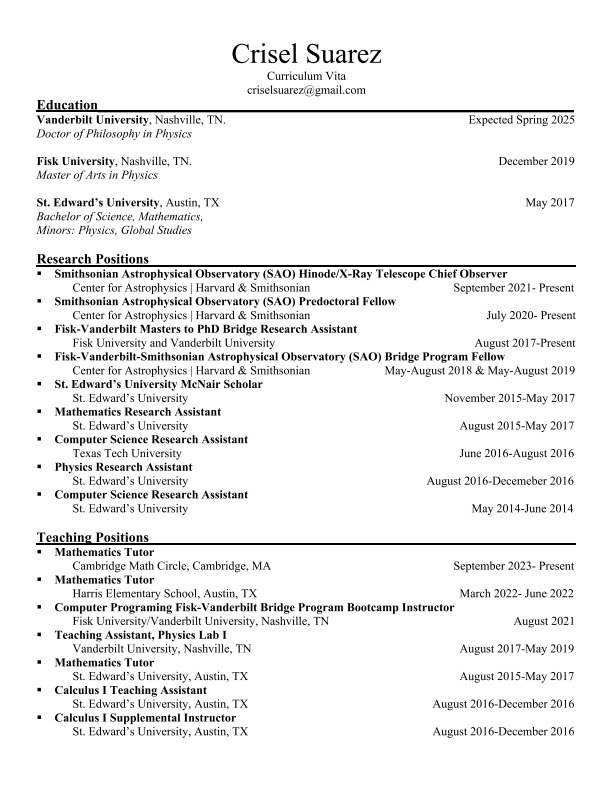 Crisel Suarez
Curriculum Vita
criselsuarez@gmail.com
Education
Vanderbilt University, Nashville, TN. Expected Spring 2025
Doctor of Philosophy in Physics
Fisk University, Nashville, TN. December 2019
Master of Arts in Physics
St. Edward’s University, Austin, TX May 2017
Bachelor of Science, Mathematics,
Minors: Physics, Global Studies
Research Positions
▪ Smithsonian Astrophysical Observatory (SAO) Hinode/X-Ray Telescope Chief Observer
Center for Astrophysics | Harvard & Smithsonian September 2021- Present
▪ Smithsonian Astrophysical Observatory (SAO) Predoctoral Fellow
Center for Astrophysics | Harvard & Smithsonian July 2020- Present
▪ Fisk-Vanderbilt Masters to PhD Bridge Research Assistant
Fisk University and Vanderbilt University August 2017-Present
▪ Fisk-Vanderbilt-Smithsonian Astrophysical Observatory (SAO) Bridge Program Fellow
Center for Astrophysics | Harvard & Smithsonian May-August 2018 & May-August 2019
▪ St. Edward’s University McNair Scholar
St. Edward’s University November 2015-May 2017
▪ Mathematics Research Assistant
St. Edward’s University August 2015-May 2017
▪ Computer Science Research Assistant
Texas Tech University June 2016-August 2016
▪ Physics Research Assistant
St. Edward’s University August 2016-Decemeber 2016
▪ Computer Science Research Assistant
St. Edward’s University May 2014-June 2014
Teaching Positions
▪ Mathematics Tutor
Cambridge Math Circle, Cambridge, MA September 2023- Present
▪ Mathematics Tutor
Harris Elementary School, Austin, TX March 2022- June 2022
▪ Computer Programing Fisk-Vanderbilt Bridge Program Bootcamp Instructor
Fisk University/Vanderbilt University, Nashville, TN August 2021
▪ Teaching Assistant, Physics Lab I
Vanderbilt University, Nashville, TN August 2017-May 2019
▪ Mathematics Tutor
St. Edward’s University, Austin, TX August 2015-May 2017
▪ Calculus I Teaching Assistant
St. Edward’s University, Austin, TX August 2016-December 2016
▪ Calculus I Supplemental Instructor
St. Edward’s University, Austin, TX August 2016-December 2016